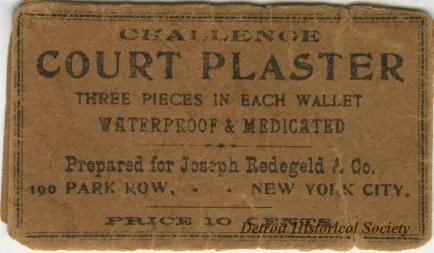 CHALLENGE
COURT PLASTER
THREE PIECES IN EACH WALLET
WATERPROOF & MEDICATED
Prepared for Joseph Redegeld & Co.
190 PARK ROW, - - NEW YORK CITY.
PRICE 10 CENTS.
Detroit Historical Society